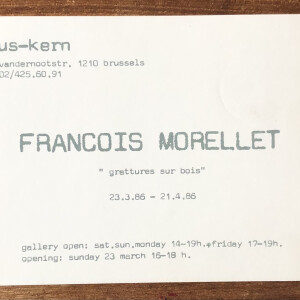 us-kern
vandernootstr, 1210 brussels
02/425.60.91
FRANCOIS MORELLET
" grattures sur bois"
23.3.86 - 21.4.86
gallery open: sat,sun,monday 14-19h.+friday 17-19h.
opening: sunday 23 march 16-18 h.